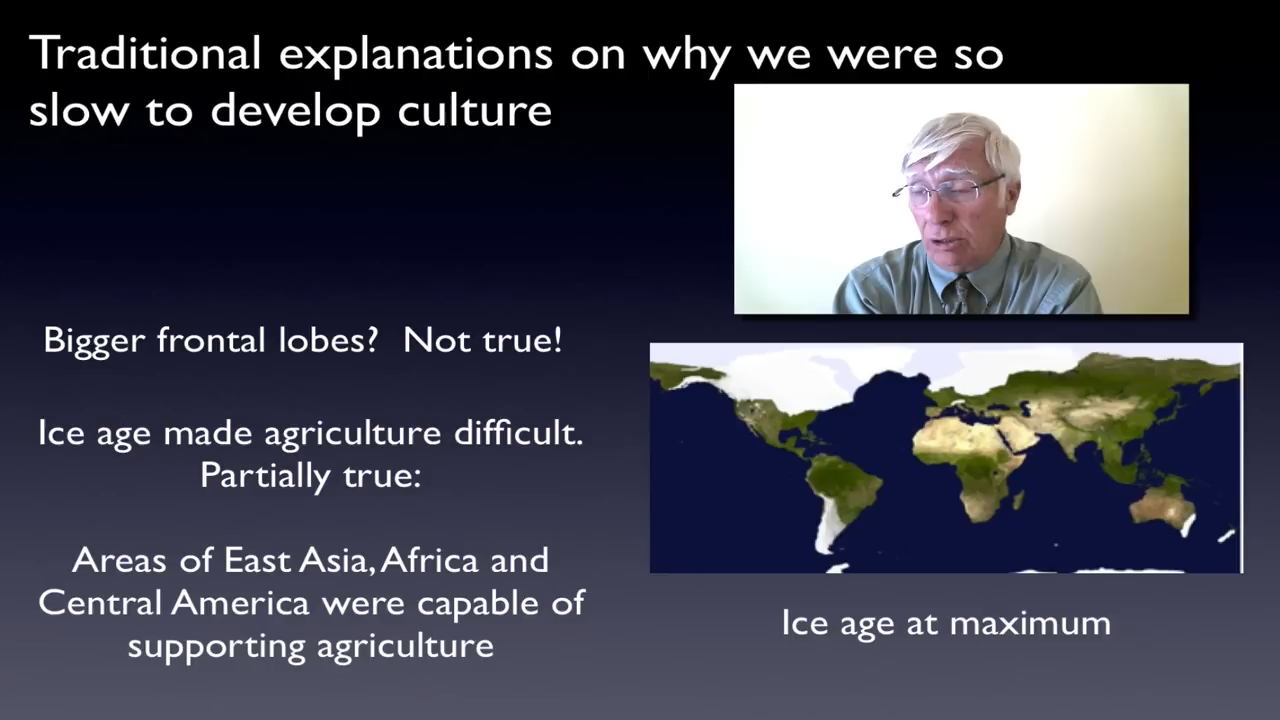 Traditional explanations on why we were so
slow to develop culture
Bigger frontal lobes? Not true!
Ice age made agriculture difficult.
Partially true:
Areas of East Asia, Africa and
Central America were capable of
supporting agriculture
Ice age at maximum